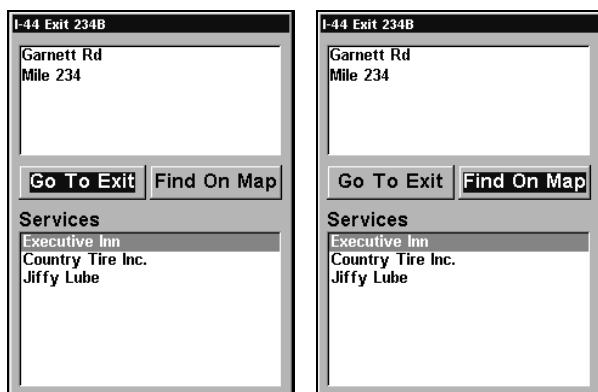 I-44 Exit 234B
Garnett Rd
Mile 234
Go To Exit Find On Map
Services
Executive Inn
Country Tire Inc.
Jiffy Lube
I-44 Exit 234B
Garnett Rd
Mile 234
Go To Exit Find On Map
Services
Executive Inn
Country Tire Inc.
Jiffy Lube